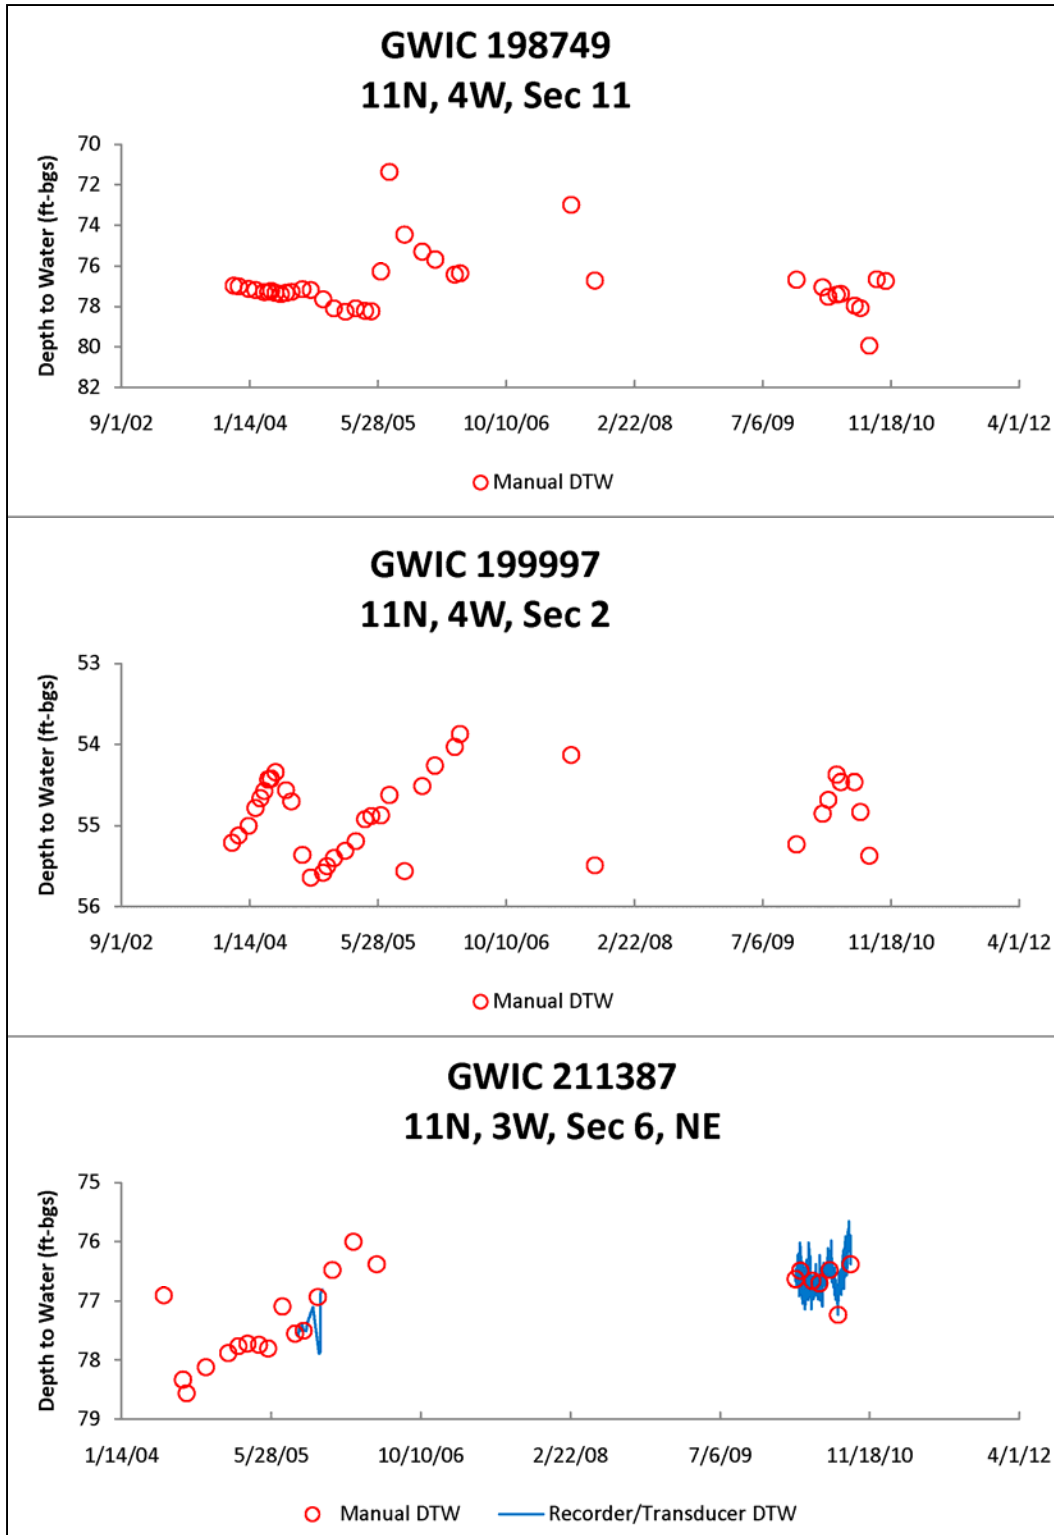 GWIC 198749
11N, 4W, Sec 11
Depth to Water (ft-bgs)
70
72
74
76
78
80
82
9/1/02 1/14/04 5/28/05 10/10/06 2/22/08 7/6/09 11/18/10 4/1/12
Manual DTW
GWIC 199997
11N, 4W, Sec 2
Depth to Water (ft-bgs)
53
54
55
56
9/1/02 1/14/04 5/28/05 10/10/06 2/22/08 7/6/09 11/18/10 4/1/12
Manual DTW
GWIC 211387
11N, 3W, Sec 6, NE
Depth to Water (ft-bgs)
75
76
77
78
79
1/14/04 5/28/05 10/10/06 2/22/08 7/6/09 11/18/10 4/1/12
Manual DTW Recorder/Transducer DTW